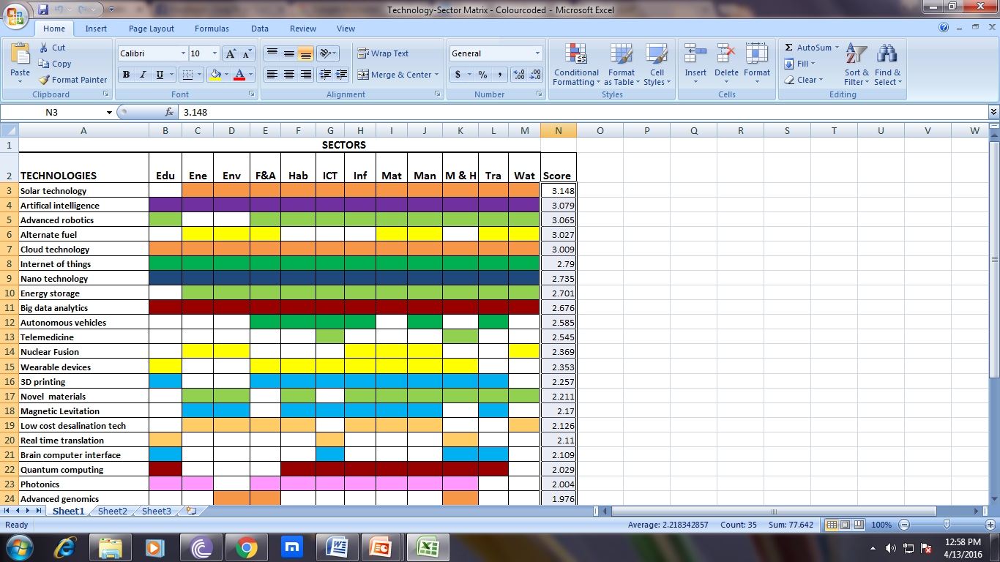 Technology-Sector Matrix - Colourcoded - Microsoft Excel
Home Insert Page Layout Formulas Data Review View
Paste
Cut
Copy
Format Painter
Clipboard
Calibri 10
B I U
Font
Wrap Text
Merge & Center
Alignment
General
$ % ,
Number
Conditional Formatting
Format as Table
Cell Styles
Styles
Insert Delete Format
Cells
Σ AutoSum
Fill
Clear
Sort & Filter
Find & Select
Editing
N3 fx 3.148
A B C D E F G H I J K L M N O P Q R S T U V W
1 SECTORS
2 TECHNOLOGIES Edu Ene Env F&A Hab ICT Inf Mat Man M & H Tra Wat Score
3 Solar technology 3.148
4 Artifical intelligence 3.079
5 Advanced robotics 3.065
6 Alternate fuel 3.027
7 Cloud technology 3.009
8 Internet of things 2.79
9 Nano technology 2.735
10 Energy storage 2.701
11 Big data analytics 2.676
12 Autonomous vehicles 2.585
13 Telemedicine 2.545
14 Nuclear Fusion 2.369
15 Wearable devices 2.353
16 3D printing 2.257
17 Novel materials 2.211
18 Magnetic Levitation 2.17
19 Low cost desalination tech 2.126
20 Real time translation 2.11
21 Brain computer interface 2.109
22 Quantum computing 2.029
23 Photonics 2.004
24 Advanced genomics 1.976
Sheet1 Sheet2 Sheet3
Ready Average: 2.218342857 Count: 35 Sum: 77.642 100%
12:58 PM
4/13/2016